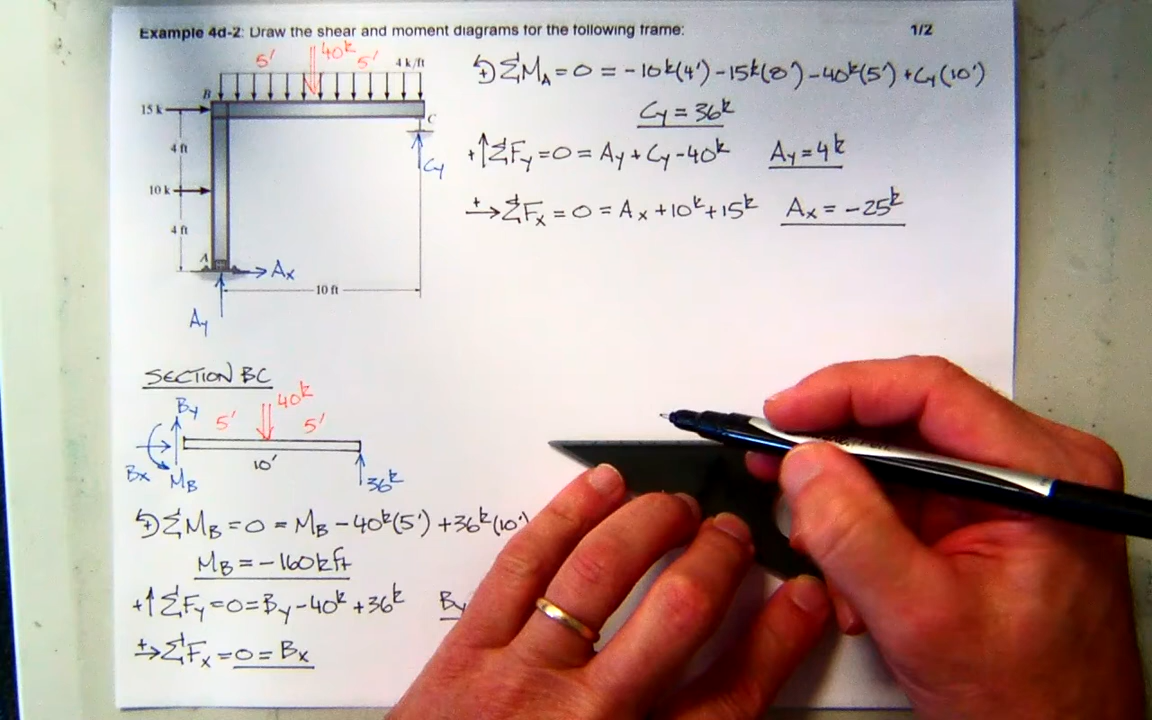 Example 4d-2: Draw the shear and moment diagrams for the following frame:
1/2
5' 40k 5' 4 k/ft
B
15 k
C
4 ft
Cy
10 k
4 ft
A
Ax
10 ft
Ay
+ΣMA = 0 = -10k(4') -15k(8') -40k(5') +Cy(10')
Cy = 36k
+↑ΣFy = 0 = Ay + Cy - 40k Ay = 4k
+→ΣFx = 0 = Ax + 10k + 15k Ax = -25k
SECTION BC
By 5' 40k 5'
10'
Bx MB 36k
+ΣMB = 0 = MB - 40k(5') + 36k(10')
MB = -160kft
+↑ΣFy = 0 = By - 40k + 36k By
+→ΣFx = 0 = Bx